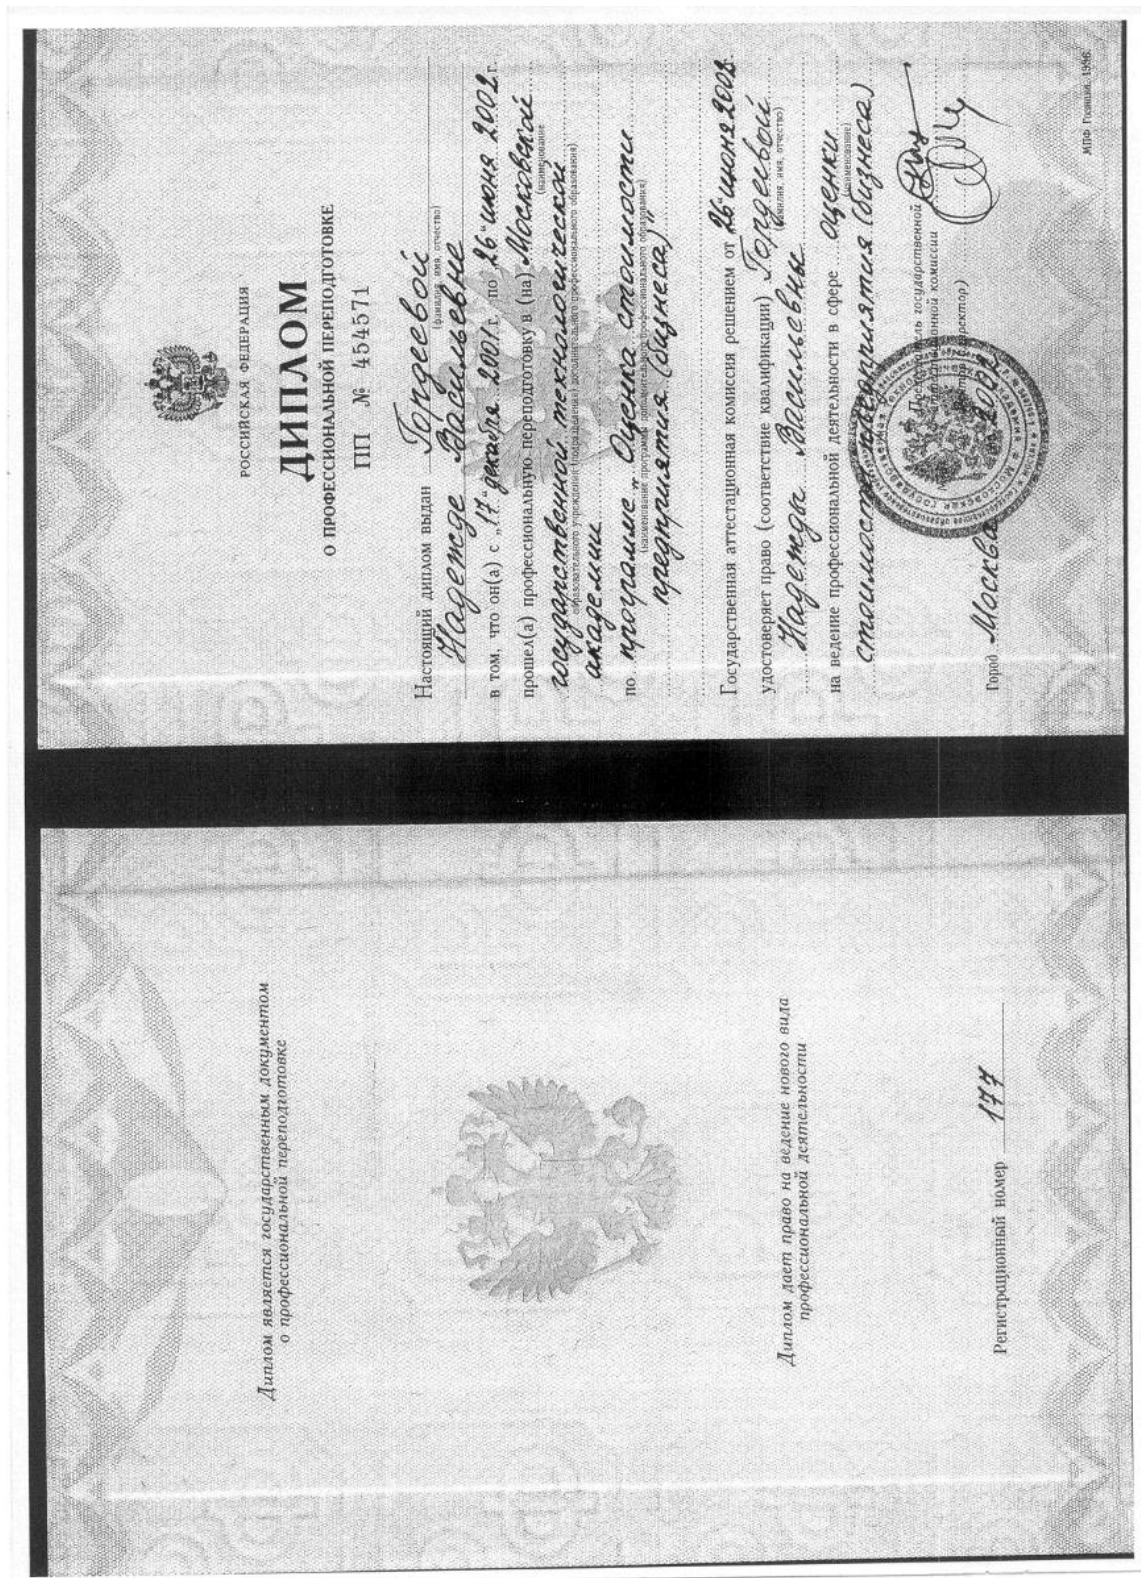 Диплом является государственным документом
о профессиональной переподготовке
Диплом дает право на ведение нового вида
профессиональной деятельности
Регистрационный номер 177
РОССИЙСКАЯ ФЕДЕРАЦИЯ
ДИПЛОМ
О ПРОФЕССИОНАЛЬНОЙ ПЕРЕПОДГОТОВКЕ
ПП № 454571
Настоящий диплом выдан Гордеевой
(фамилия, имя, отчество)
Надежде Васильевне
в том, что он(а) с „17“ декабря 2001 г. по „26“ июня 2002 г.
прошел(а) профессиональную переподготовку в (на) Московской
(наименование
государственной технологической
образовательного учреждения (подразделения) дополнительного профессионального образования)
академии
по программе „Оценка стоимости
(наименование программы дополнительного профессионального образования)
предприятия (бизнеса)“
Государственная аттестационная комиссия решением от 26 июня 2002
удостоверяет право (соответствие квалификации) Гордеевой
(фамилия, имя, отчество)
Надежды Васильевны
на ведение профессиональной деятельности в сфере оценки
(наименование)
стоимости предприятия (бизнеса)
Председатель государственной
аттестационной комиссии
Ректор (директор)
Город Москва 2002
МПФ Гознака. 1996.